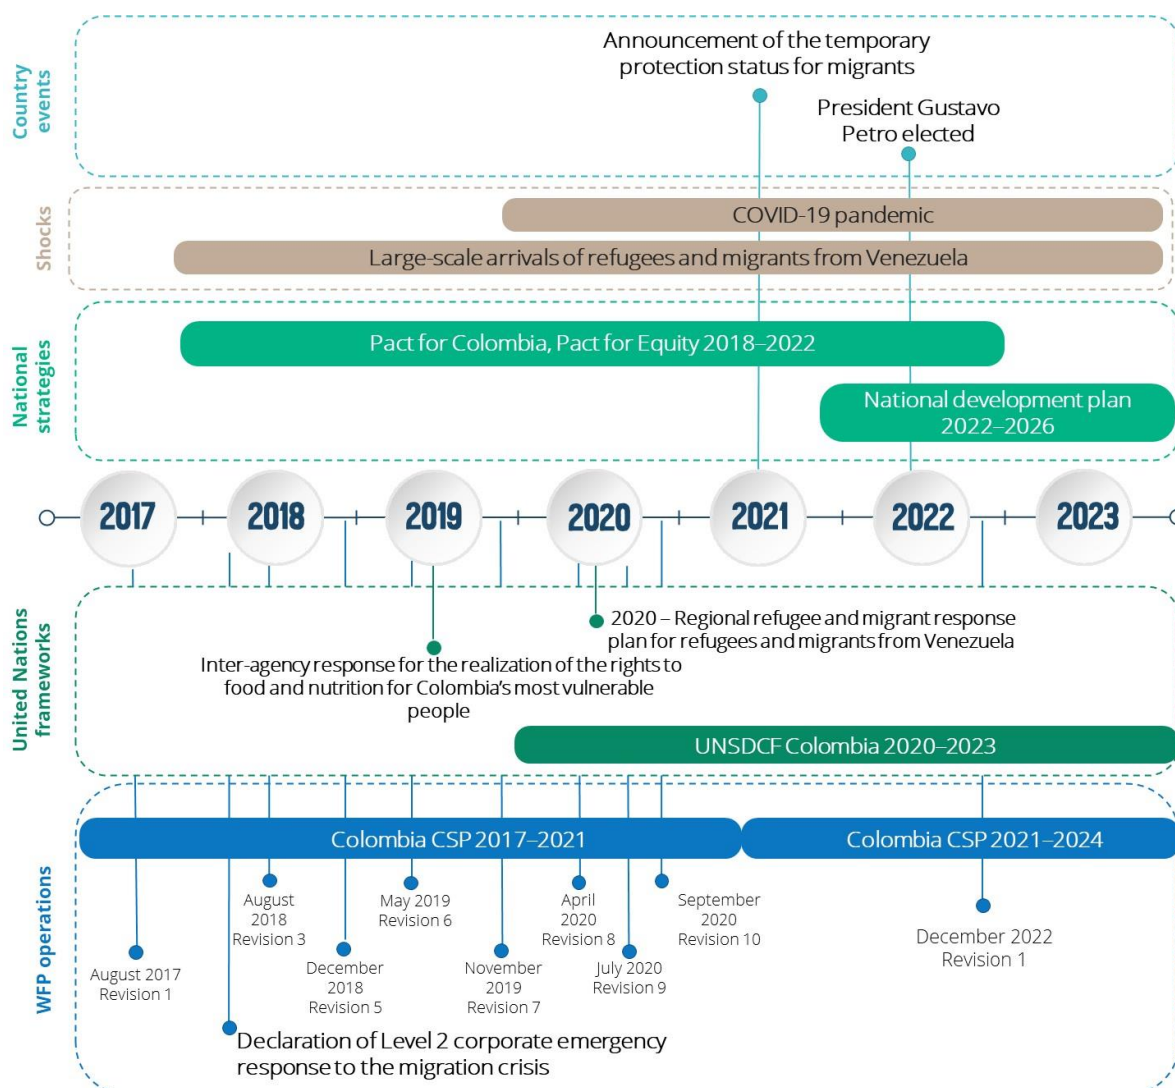 Country
events
Announcement of the temporary
protection status for migrants
President Gustavo
Petro elected
Shocks
COVID-19 pandemic
Large-scale arrivals of refugees and migrants from Venezuela
National
strategies
Pact for Colombia, Pact for Equity 2018–2022
National development plan
2022–2026
2017
2018
2019
2020
2021
2022
2023
United Nations
frameworks
2020 – Regional refugee and migrant response
plan for refugees and migrants from Venezuela
Inter-agency response for the realization of the rights to
food and nutrition for Colombia's most vulnerable
people
UNSDCF Colombia 2020–2023
WFP operations
Colombia CSP 2017–2021
Colombia CSP 2021–2024
August 2017
Revision 1
August
2018
Revision 3
December
2018
Revision 5
May 2019
Revision 6
November
2019
Revision 7
April
2020
Revision 8
July 2020
Revision 9
September
2020
Revision 10
December 2022
Revision 1
Declaration of Level 2 corporate emergency
response to the migration crisis